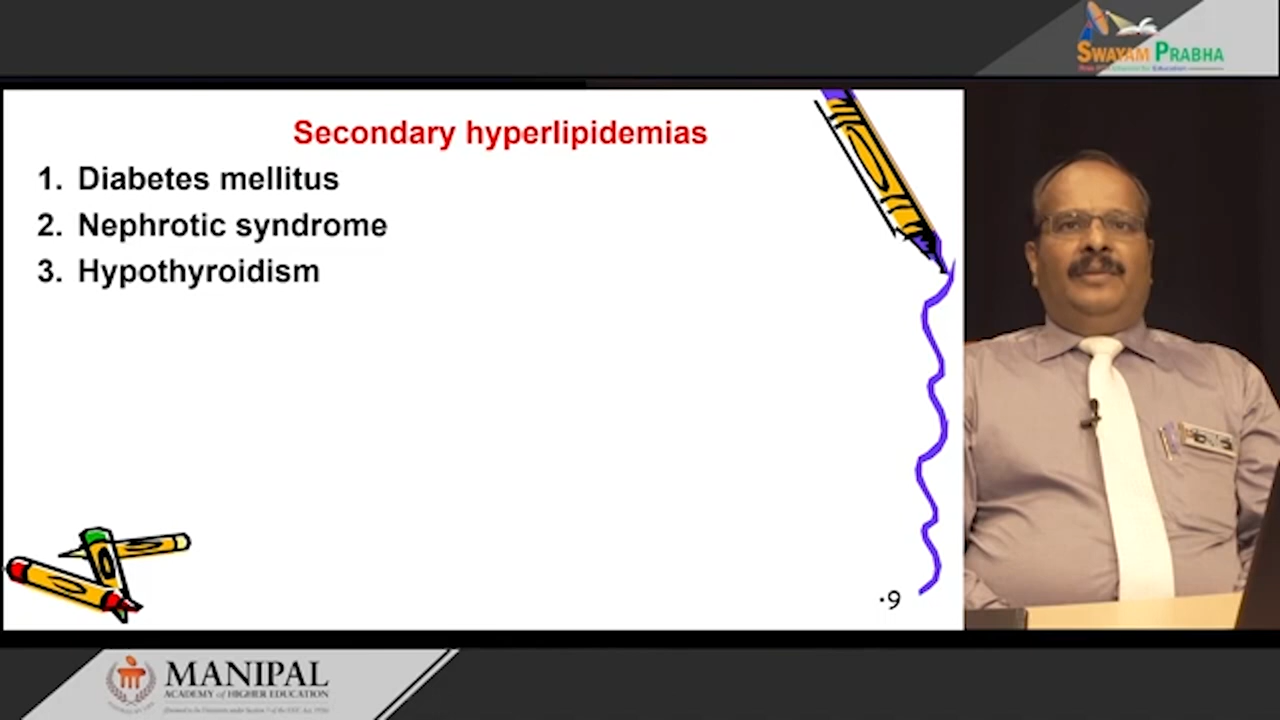 SWAYAM PRABHA
Secondary hyperlipidemias
1. Diabetes mellitus
2. Nephrotic syndrome
3. Hypothyroidism
·9
MANIPAL
ACADEMY of HIGHER EDUCATION